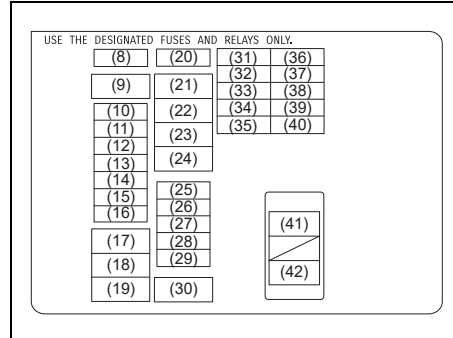 USE THE DESIGNATED FUSES AND RELAYS ONLY.
(8) (20) (31) (36)
(32) (37)
(9) (21) (33) (38)
(10) (22) (34) (39)
(11) (35) (40)
(12) (23)
(13) (24)
(14)
(15) (25)
(16) (26)
(27)
(17) (28) (41)
(18) (29)
(19) (30) (42)